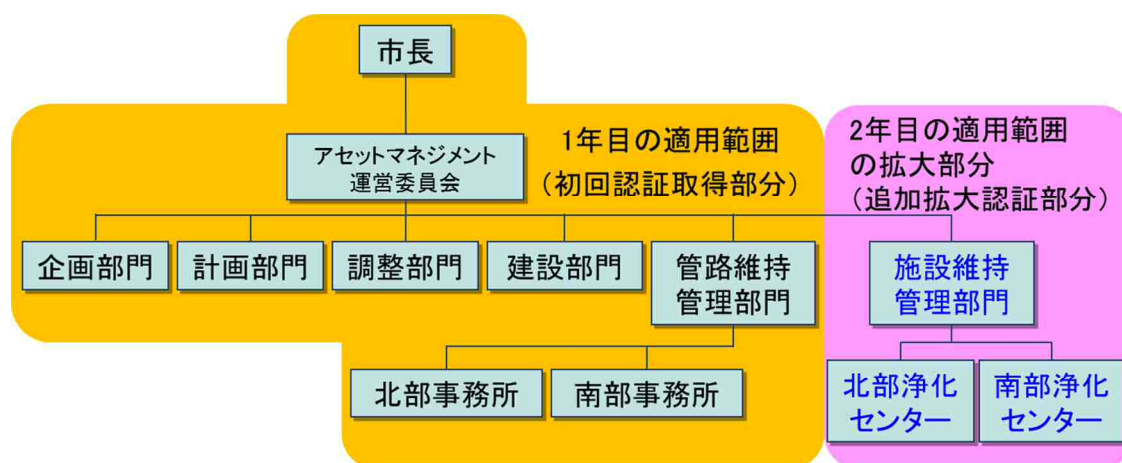 市長
アセットマネジメント
運営委員会
1年目の適用範囲
（初回認証取得部分）
2年目の適用範囲
の拡大部分
（追加拡大認証部分）
企画部門
計画部門
調整部門
建設部門
管路維持
管理部門
施設維持
管理部門
北部事務所
南部事務所
北部浄化
センター
南部浄化
センター